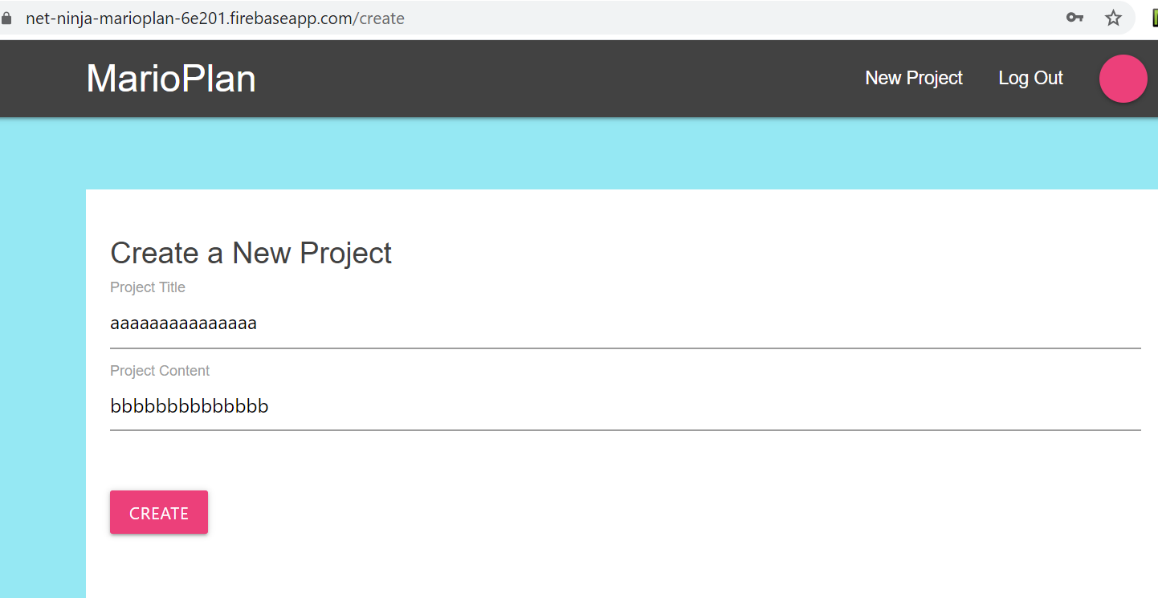 net-ninja-marioplan-6e201.firebaseapp.com/create
MarioPlan
New Project
Log Out
Create a New Project
Project Title
aaaaaaaaaaaaaaa
Project Content
bbbbbbbbbbbbbb
CREATE